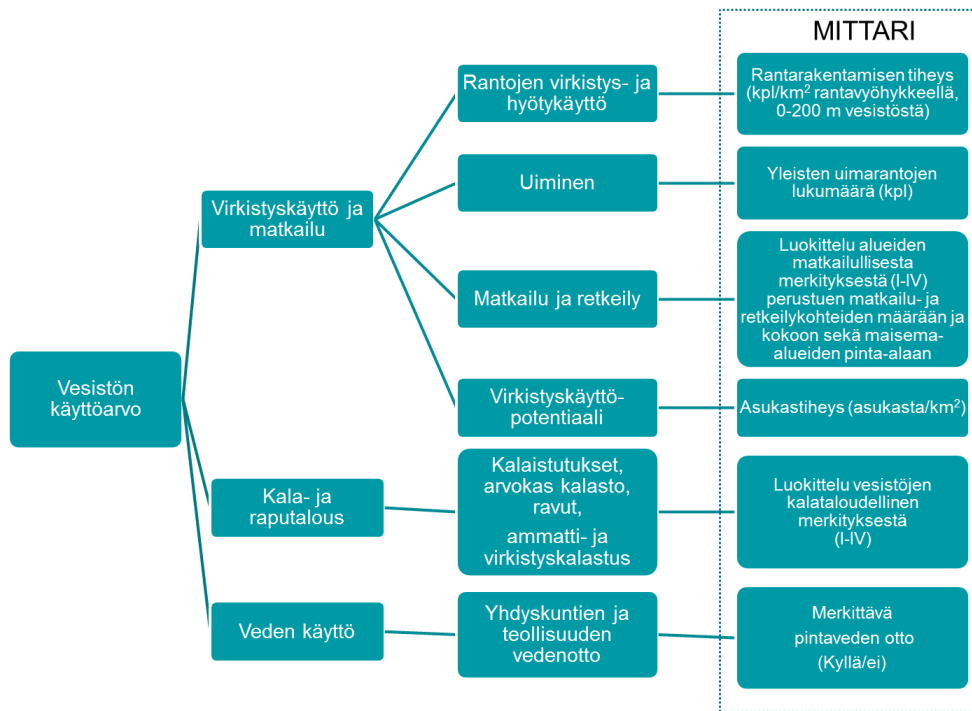 MITTARI
Rantojen virkistys- ja
hyötykäyttö
Rantarakentamisen tiheys
(kpl/km² rantavyöhykkeellä,
0-200 m vesistöstä)
Uiminen
Yleisten uimarantojen
lukumäärä (kpl)
Virkistyskäyttö ja
matkailu
Matkailu ja retkeily
Luokittelu alueiden
matkailullisesta
merkityksestä (I-IV)
perustuen matkailu- ja
retkeilykohteiden määrään ja
kokoon sekä maisema-
alueiden pinta-alaan
Vesistön
käyttöarvo
Virkistyskäyttö-
potentiaali
Asukastiheys (asukasta/km²)
Kala- ja
raputalous
Kalaistutukset,
arvokas kalasto,
ravut,
ammatti- ja
virkistyskalastus
Luokittelu vesistöjen
kalataloudellinen
merkityksestä
(I-IV)
Veden käyttö
Yhdyskuntien ja
teollisuuden
vedenotto
Merkittävä
pintaveden otto
(Kyllä/ei)